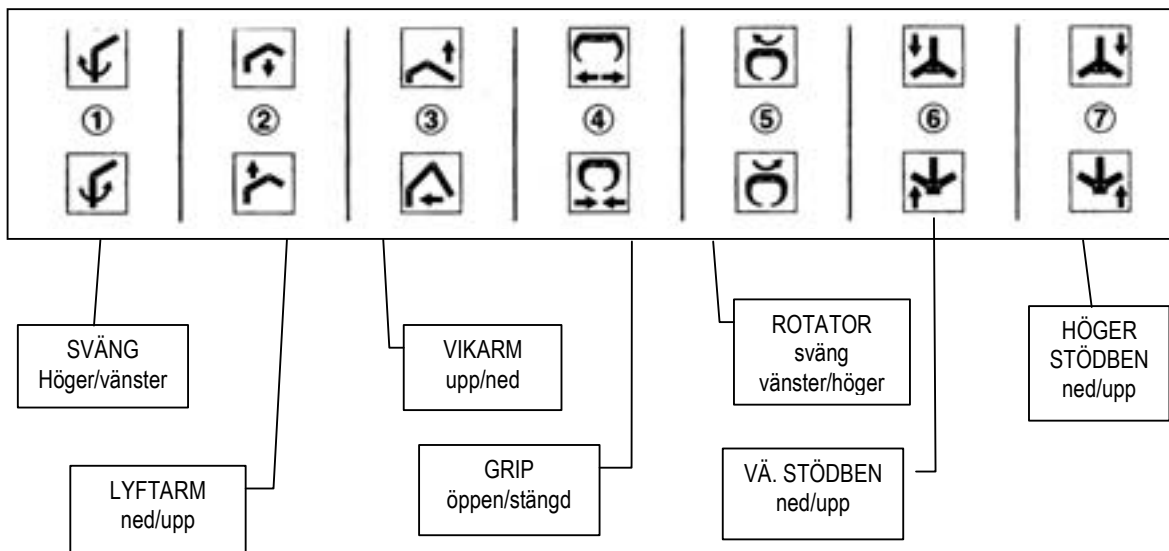 ① ② ③ ④ ⑤ ⑥ ⑦
SVÄNG
Höger/vänster
LYFTARM
ned/upp
VIKARM
upp/ned
GRIP
öppen/stängd
ROTATOR
sväng
vänster/höger
VÄ. STÖDBEN
ned/upp
HÖGER
STÖDBEN
ned/upp